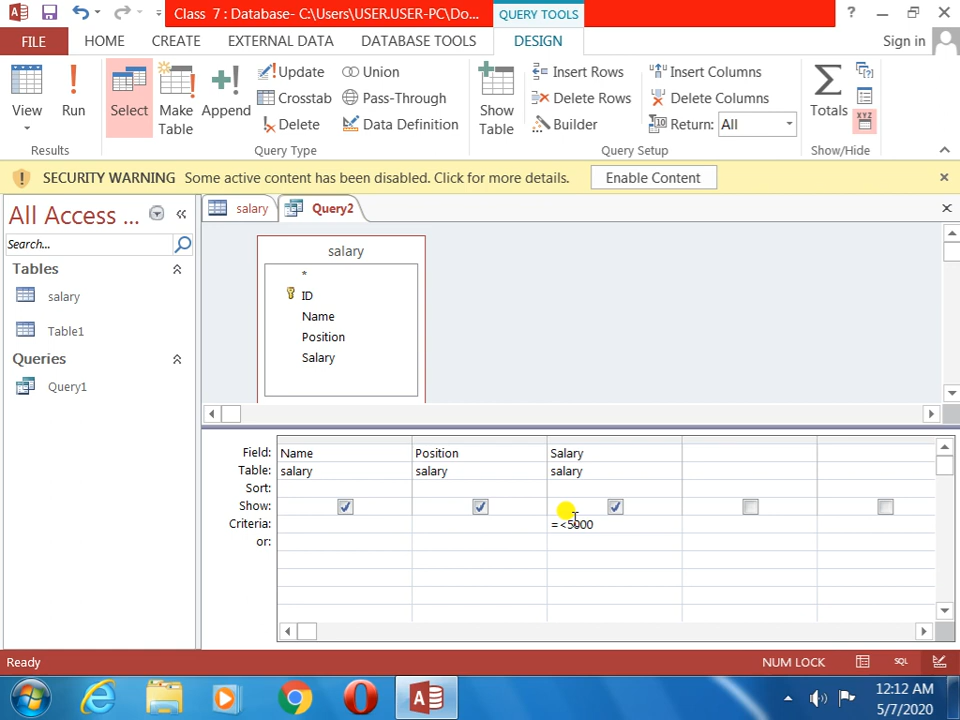 Class 7 : Database- C:\Users\USER.USER-PC\Do...
QUERY TOOLS
?
FILE
HOME
CREATE
EXTERNAL DATA
DATABASE TOOLS
DESIGN
Sign in
View
Run
Select
Make Table
Append
Update
Crosstab
Delete
Union
Pass-Through
Data Definition
Show Table
Insert Rows
Delete Rows
Builder
Insert Columns
Delete Columns
Return: All
Totals
XYZ
Results
Query Type
Query Setup
Show/Hide
SECURITY WARNING Some active content has been disabled. Click for more details.
Enable Content
All Access ...
Search...
Tables
salary
Table1
Queries
Query1
salary
Query2
salary
*
ID
Name
Position
Salary
Field: Name Position Salary
Table: salary salary salary
Sort:
Show:
Criteria: =<5000
or:
Ready
NUM LOCK
SQL
12:12 AM
5/7/2020